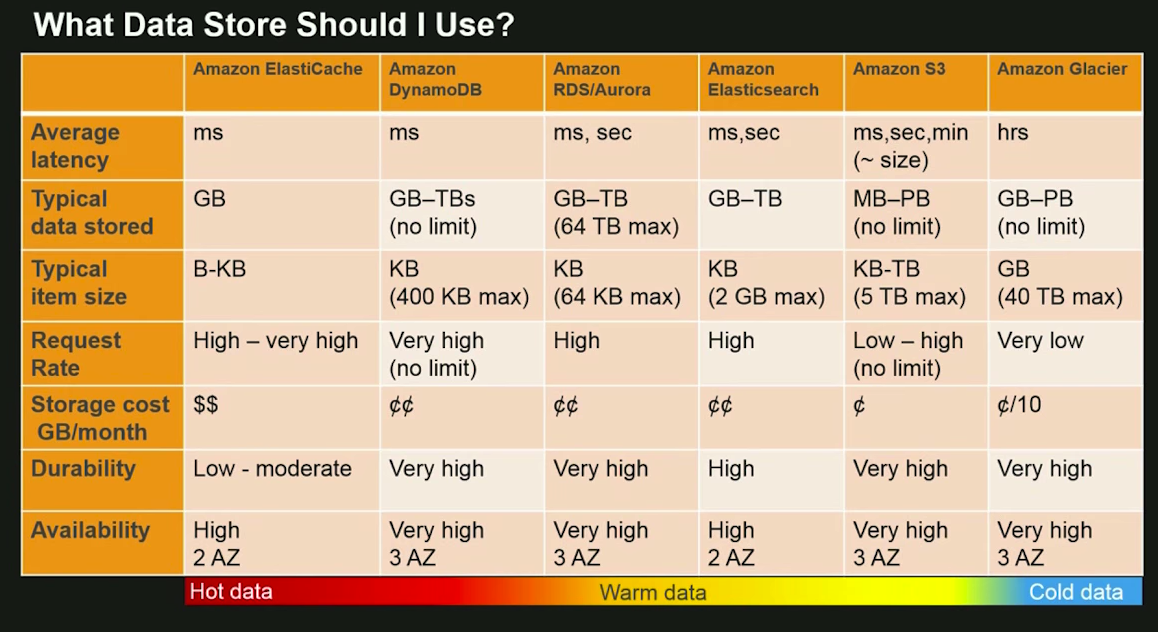 What Data Store Should I Use?
Amazon ElastiCache
Amazon
DynamoDB
Amazon
RDS/Aurora
Amazon
Elasticsearch
Amazon S3
Amazon Glacier
Average
latency
ms
ms
ms, sec
ms,sec
ms,sec,min
(~ size)
hrs
Typical
data stored
GB
GB–TBs
(no limit)
GB–TB
(64 TB max)
GB–TB
MB–PB
(no limit)
GB–PB
(no limit)
Typical
item size
B-KB
KB
(400 KB max)
KB
(64 KB max)
KB
(2 GB max)
KB-TB
(5 TB max)
GB
(40 TB max)
Request
Rate
High – very high
Very high
(no limit)
High
High
Low – high
(no limit)
Very low
Storage cost
GB/month
$$
¢¢
¢¢
¢¢
¢
¢/10
Durability
Low - moderate
Very high
Very high
High
Very high
Very high
Availability
High
2 AZ
Very high
3 AZ
Very high
3 AZ
High
2 AZ
Very high
3 AZ
Very high
3 AZ
Hot data
Warm data
Cold data